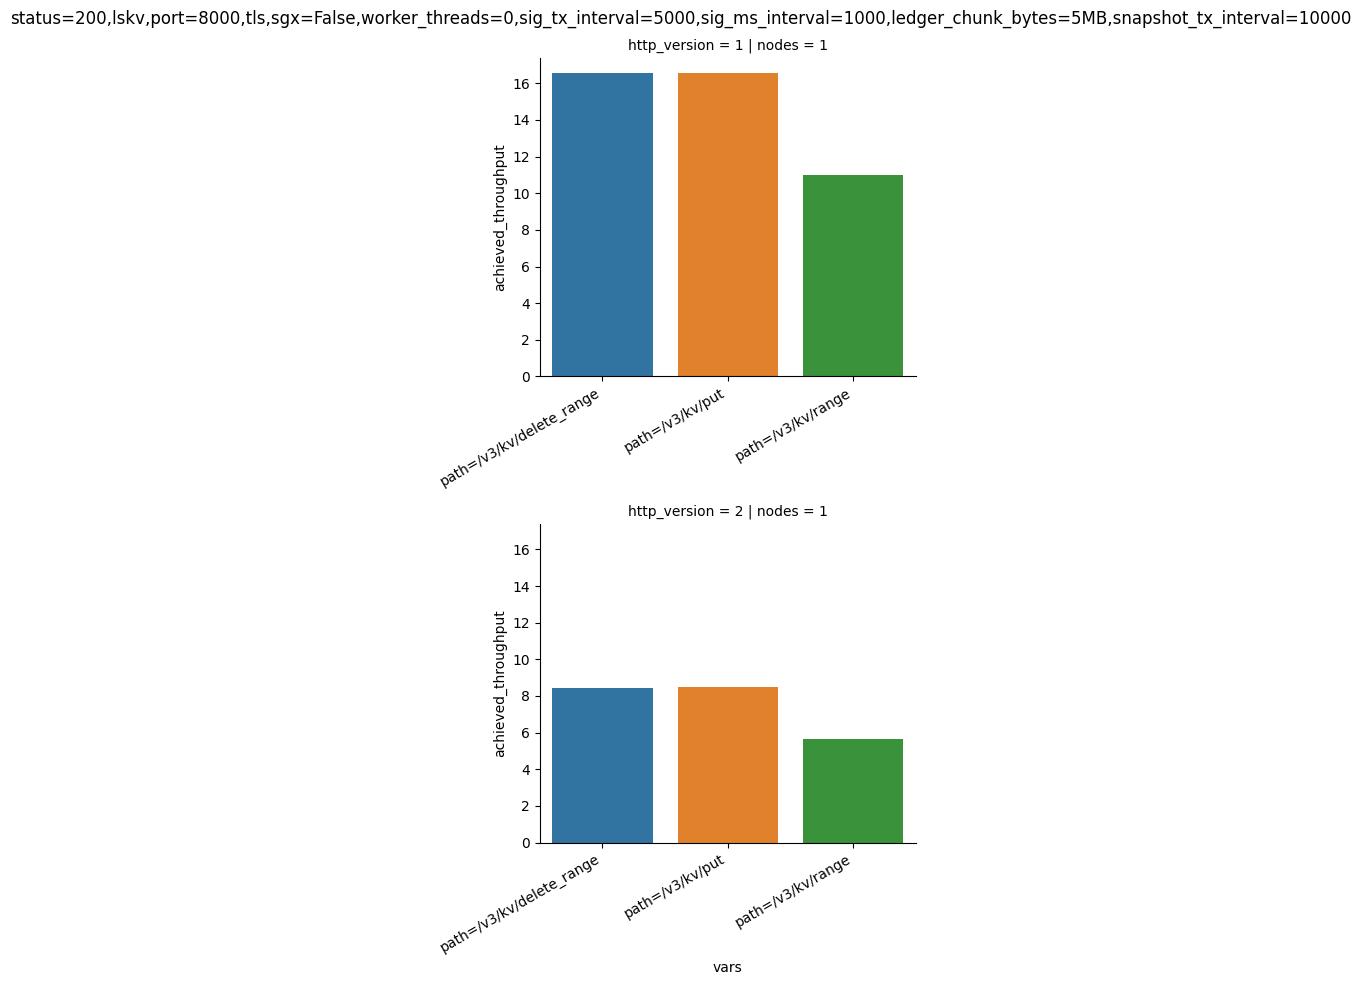 status=200,lskv,port=8000,tls,sgx=False,worker_threads=0,sig_tx_interval=5000,sig_ms_interval=1000,ledger_chunk_bytes=5MB,snapshot_tx_interval=10000
http_version = 1 | nodes = 1
16
14
12
10
8
6
4
2
0
achieved_throughput
path=/v3/kv/delete_range
path=/v3/kv/put
path=/v3/kv/range
http_version = 2 | nodes = 1
16
14
12
10
8
6
4
2
0
achieved_throughput
path=/v3/kv/delete_range
path=/v3/kv/put
path=/v3/kv/range
vars